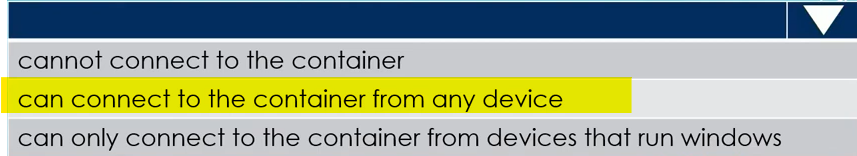 cannot connect to the container
can connect to the container from any device
can only connect to the container from devices that run windows